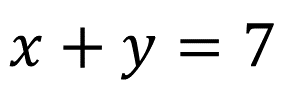 x + y = 7